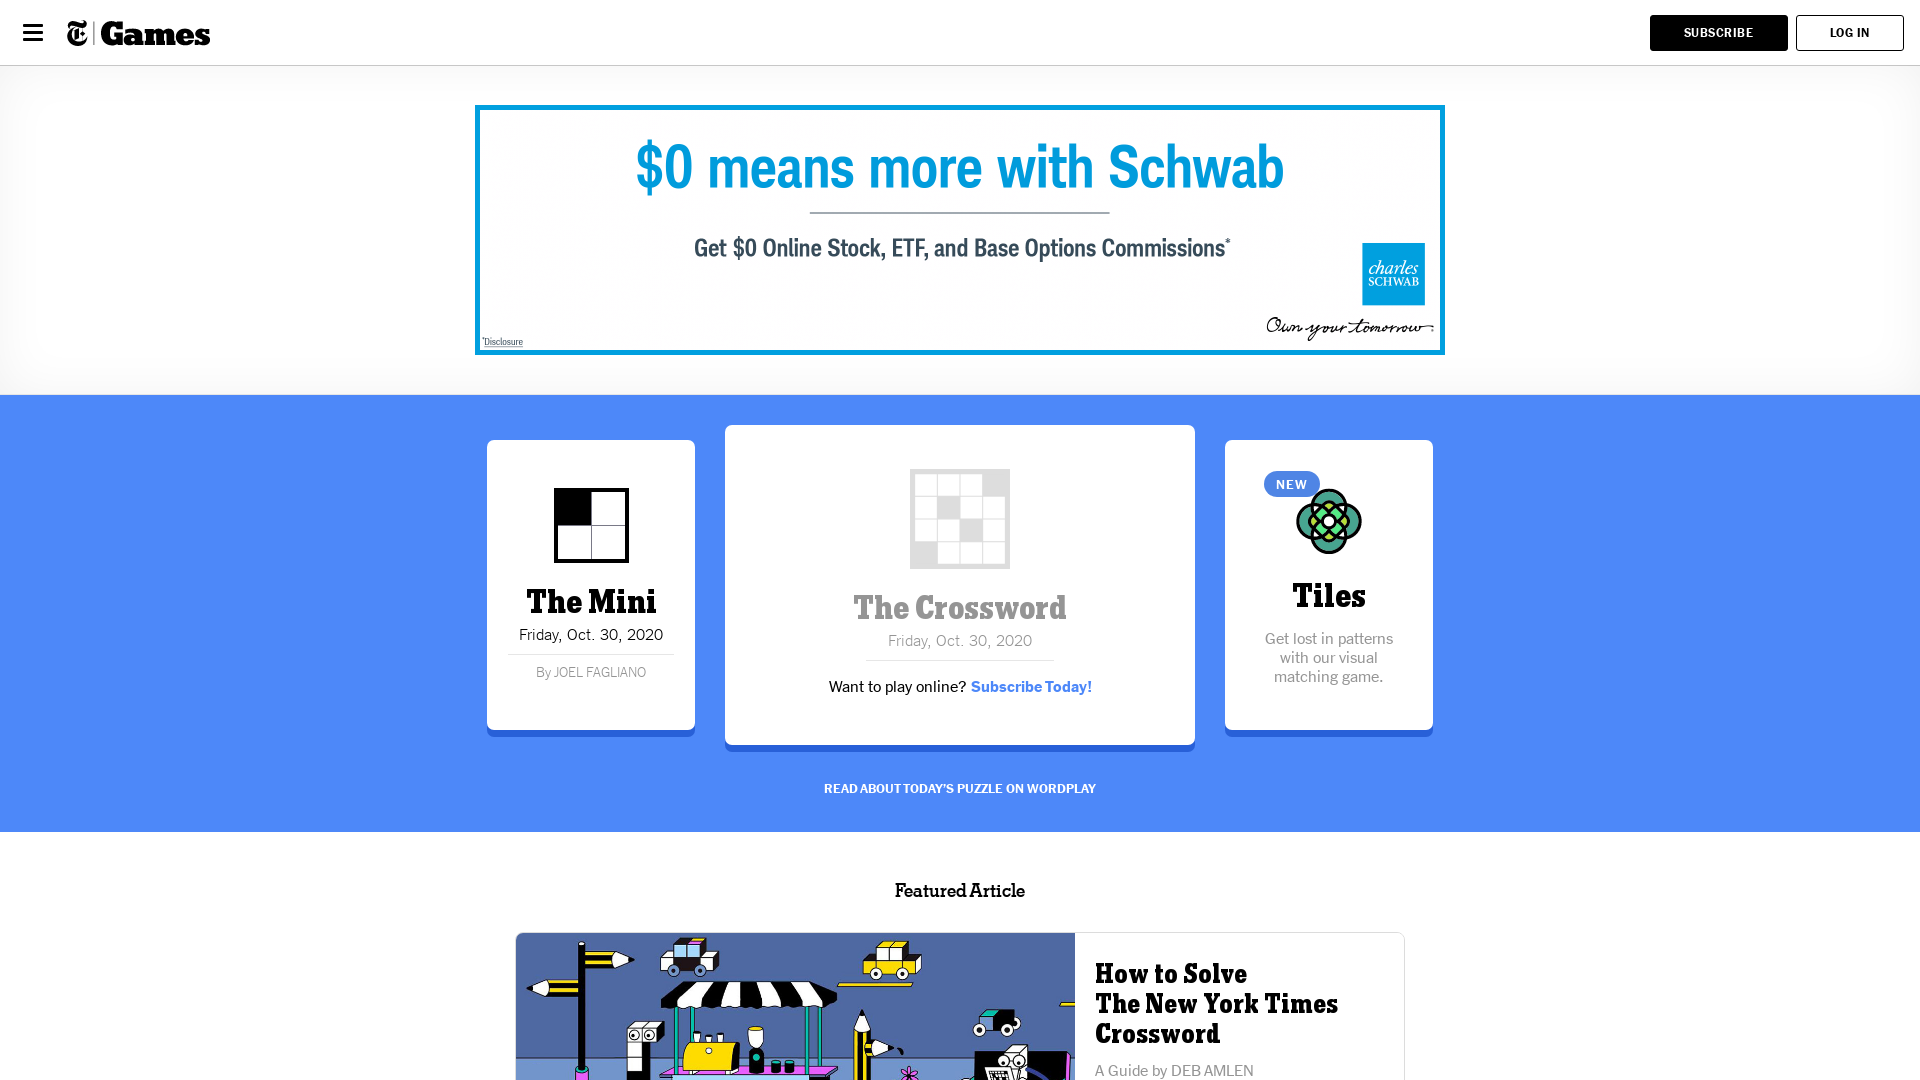 Games
SUBSCRIBE
LOG IN
$0 means more with Schwab
Get $0 Online Stock, ETF, and Base Options Commissions*
charles
SCHWAB
Own your tomorrow.
*Disclosure
The Mini
Friday, Oct. 30, 2020
By JOEL FAGLIANO
The Crossword
Friday, Oct. 30, 2020
Want to play online? Subscribe Today!
NEW
Tiles
Get lost in patterns
with our visual
matching game.
READ ABOUT TODAY'S PUZZLE ON WORDPLAY
Featured Article
How to Solve
The New York Times
Crossword
A Guide by DEB AMLEN